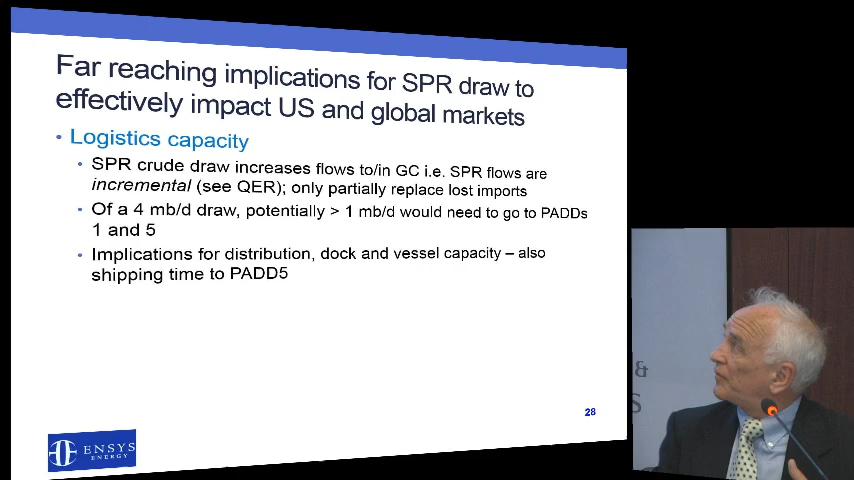 Far reaching implications for SPR draw to
effectively impact US and global markets
• Logistics capacity
• SPR crude draw increases flows to/in GC i.e. SPR flows are
incremental (see QER); only partially replace lost imports
• Of a 4 mb/d draw, potentially > 1 mb/d would need to go to PADDs
1 and 5
• Implications for distribution, dock and vessel capacity – also
shipping time to PADD5
28
ENSYS
ENERGY
&
S